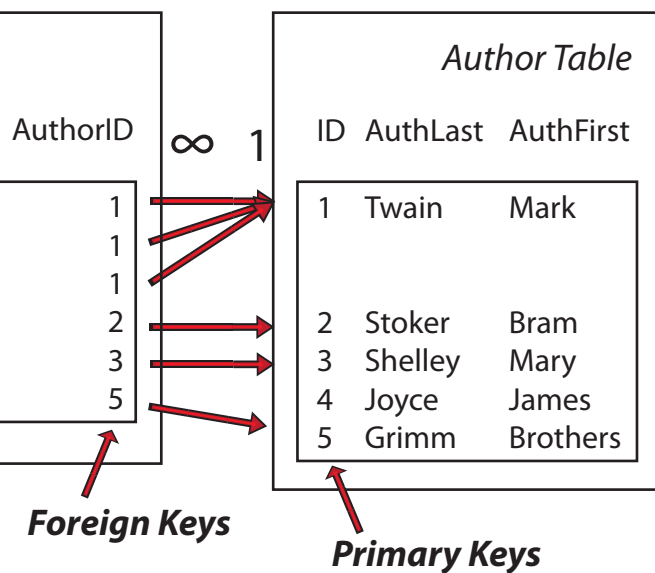 Author Table
AuthorID ∞ 1 ID AuthLast AuthFirst
1 1 Twain Mark
1
1
2 2 Stoker Bram
3 3 Shelley Mary
5 4 Joyce James
5 Grimm Brothers
Foreign Keys
Primary Keys